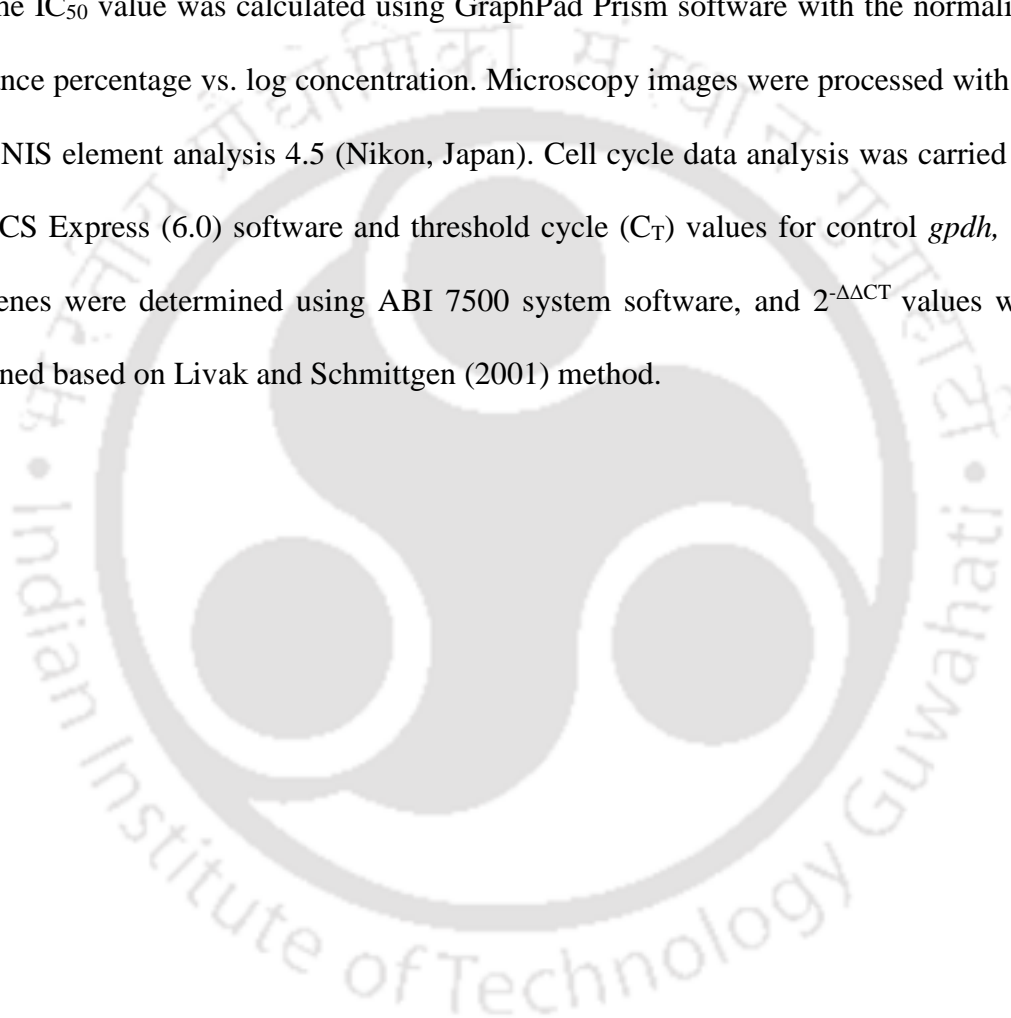 ne IC₅₀ value was calculated using GraphPad Prism software with the normali
nce percentage vs. log concentration. Microscopy images were processed with
NIS element analysis 4.5 (Nikon, Japan). Cell cycle data analysis was carried
CS Express (6.0) software and threshold cycle (C_T) values for control gpdh,
enes were determined using ABI 7500 system software, and 2^-ΔΔCT values w
ned based on Livak and Schmittgen (2001) method.
Indian Institute of Technology Guwahati